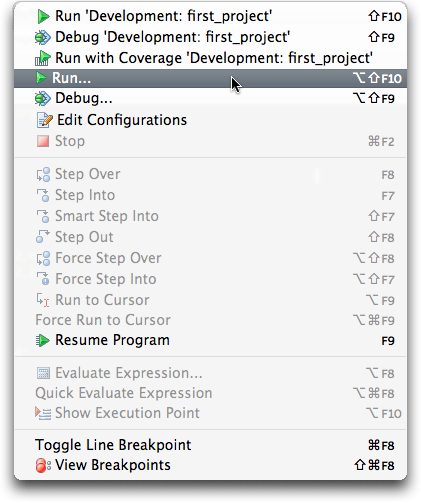 Run 'Development: first_project' ⇧F10
Debug 'Development: first_project' ⇧F9
Run with Coverage 'Development: first_project'
Run... ⌥⇧F10
Debug... ⌥⇧F9
Edit Configurations
Stop ⌘F2
Step Over F8
Step Into F7
Smart Step Into ⇧F7
Step Out ⇧F8
Force Step Over ⌥⇧F8
Force Step Into ⌥⇧F7
Run to Cursor ⌥F9
Force Run to Cursor ⌥⌘F9
Resume Program F9
Evaluate Expression... ⌥F8
Quick Evaluate Expression ⌥⌘F8
Show Execution Point ⌥F10
Toggle Line Breakpoint ⌘F8
View Breakpoints ⇧⌘F8